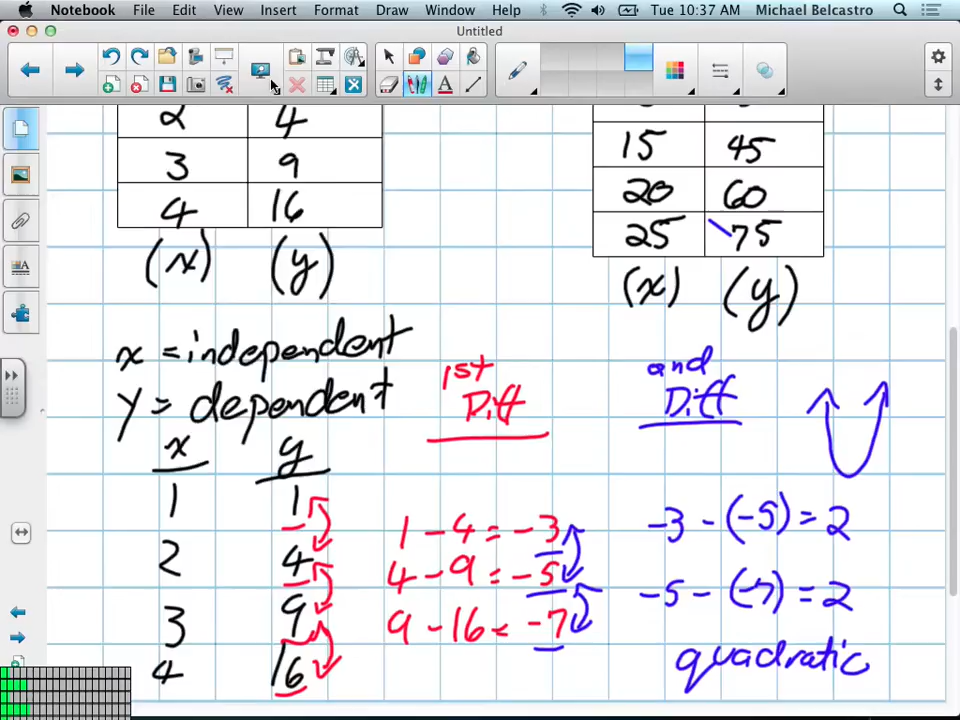 Notebook File Edit View Insert Format Draw Window Help Tue 10:37 AM Michael Belcastro
Untitled
2 4
3 9
4 16
(x) (y)
15 45
20 60
25 75
(x) (y)
x = independent
y = dependent
1st Diff
2nd Diff
x y
1 1
2 4
3 9
4 16
1 - 4 = -3
4 - 9 = -5
9 - 16 = -7
-3 - (-5) = 2
-5 - (-7) = 2
quadratic